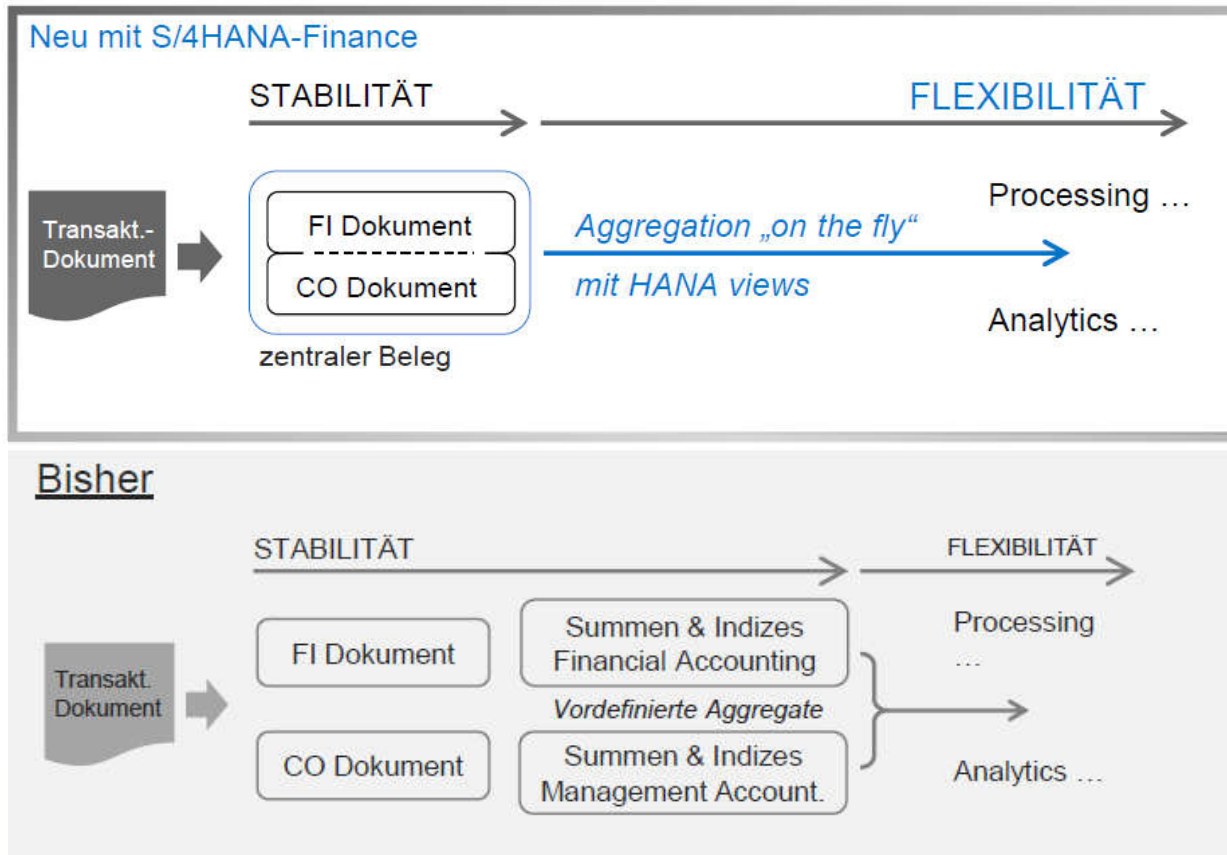 Neu mit S/4HANA-Finance
STABILITÄT
FLEXIBILITÄT
Transakt.-
Dokument
FI Dokument
CO Dokument
zentraler Beleg
Aggregation „on the fly“
mit HANA views
Processing …
Analytics …
Bisher
STABILITÄT
FLEXIBILITÄT
Transakt.
Dokument
FI Dokument
CO Dokument
Summen & Indizes
Financial Accounting
Vordefinierte Aggregate
Summen & Indizes
Management Account.
Processing
…
Analytics …